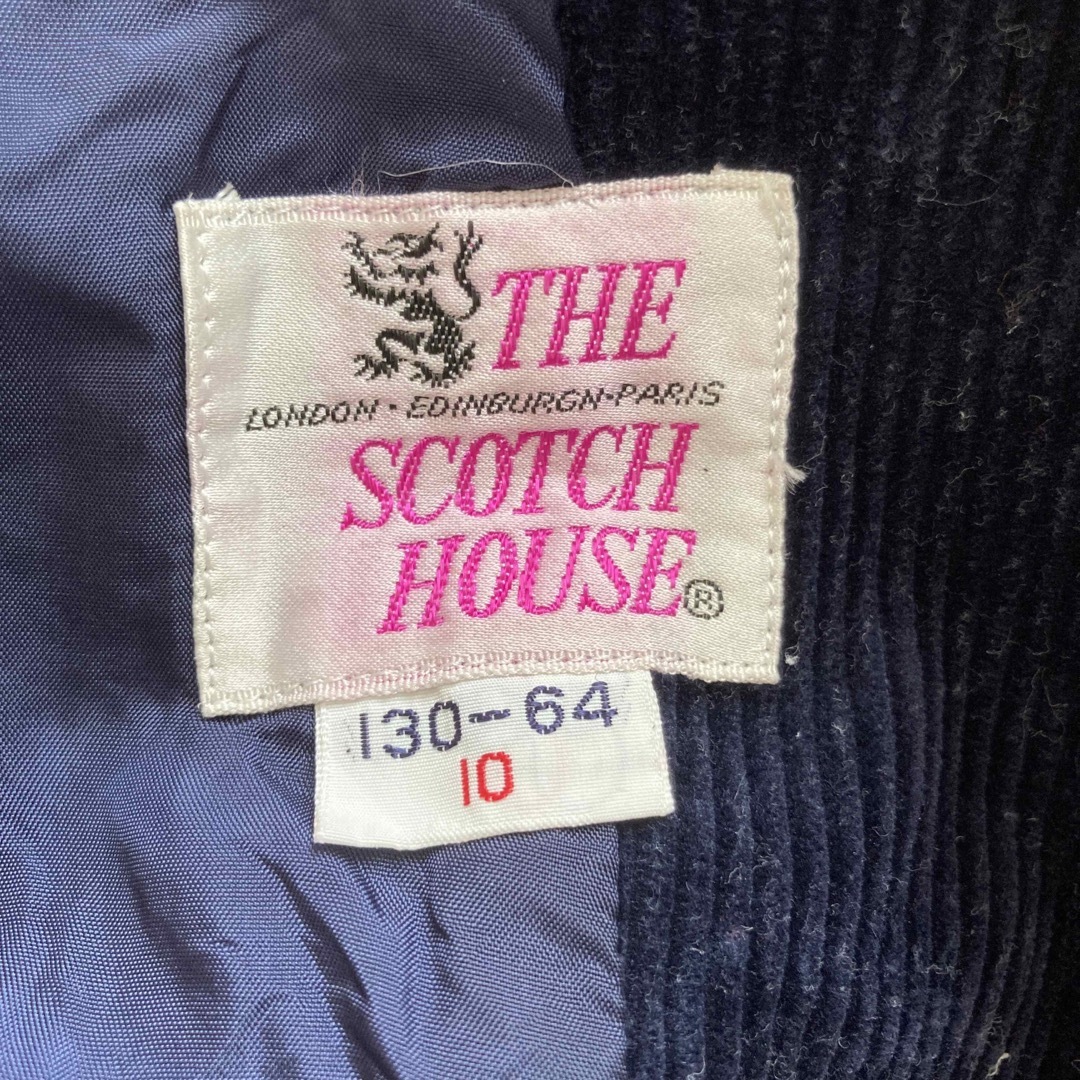 THE
LONDON · EDINBURGN·PARIS
SCOTCH
HOUSE®
130-64
10